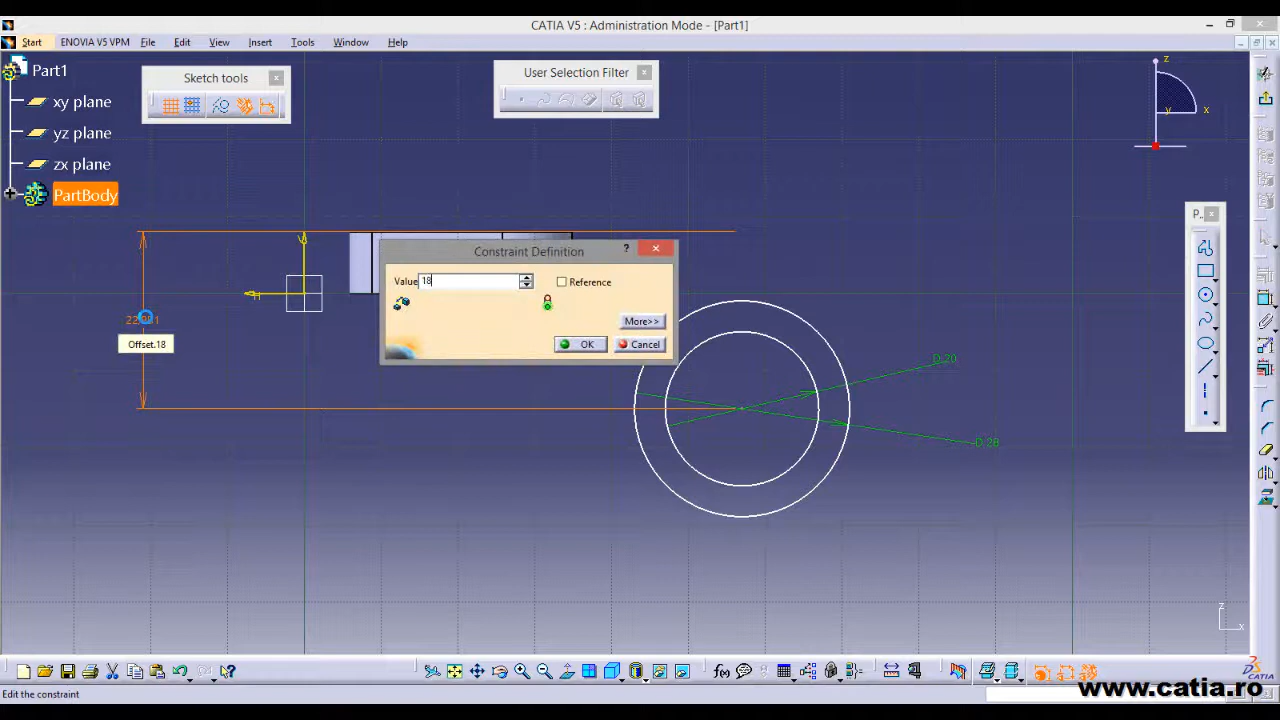 CATIA V5 : Administration Mode - [Part1]
Start ENOVIA V5 VPM File Edit View Insert Tools Window Help
Part1
xy plane
yz plane
zx plane
PartBody
Sketch tools
User Selection Filter
z
x
y
P...
Constraint Definition
?
Value 18
Reference
More>>
OK
Cancel
H
Offset.18
D 20
D 28
z
x
f(x)
Edit the constraint
www.catia.ro